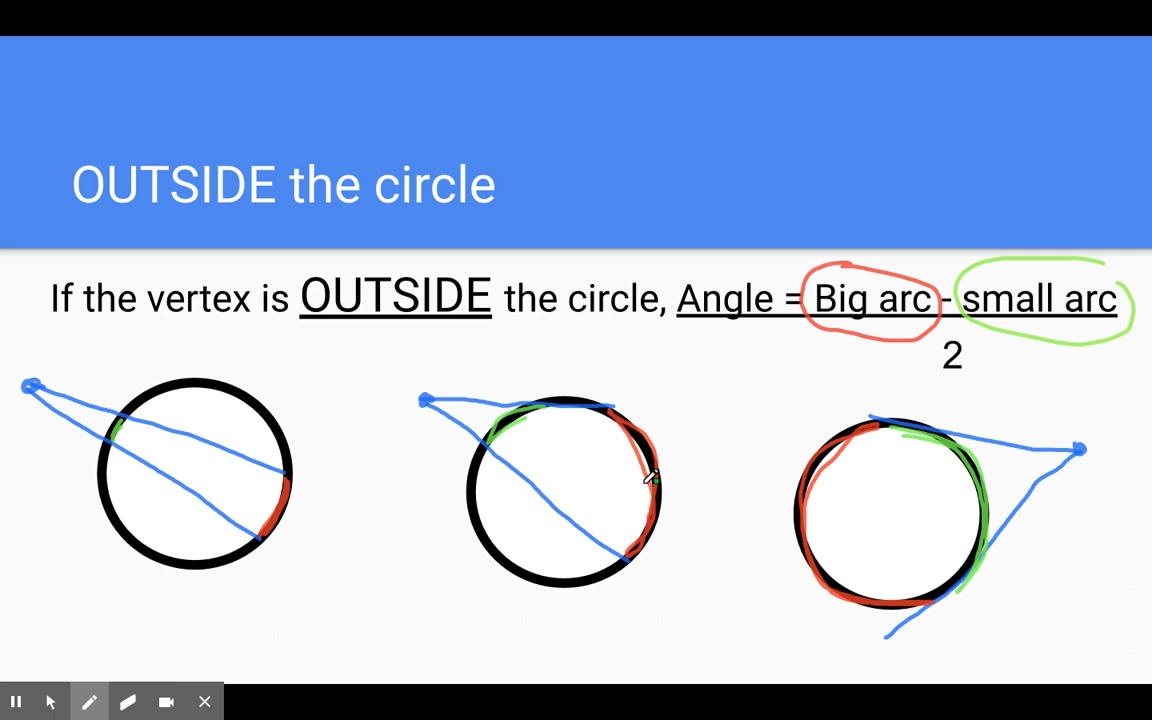 OUTSIDE the circle
If the vertex is OUTSIDE the circle, Angle = Big arc - small arc
2